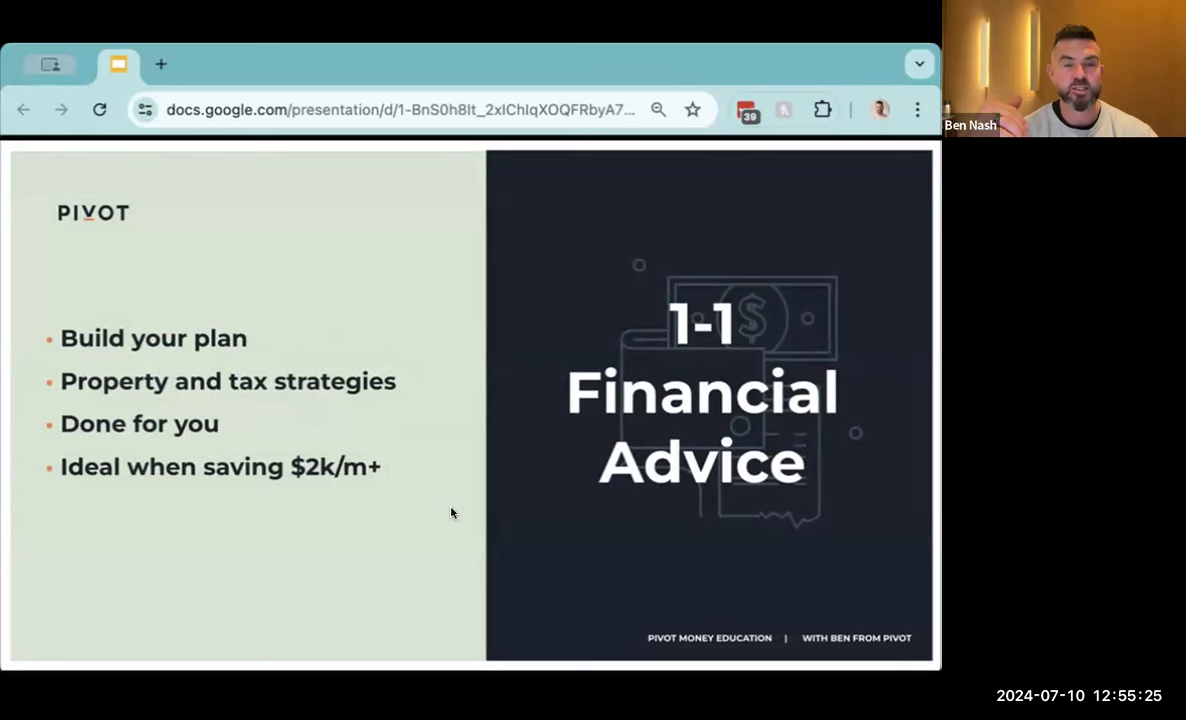 docs.google.com/presentation/d/1-BnS0h8It_2xIChIqXOQFRbyA7...
39
Ben Nash
PIVOT
• Build your plan
• Property and tax strategies
• Done for you
• Ideal when saving $2k/m+
1-1
Financial
Advice
PIVOT MONEY EDUCATION | WITH BEN FROM PIVOT
2024-07-10 12:55:25